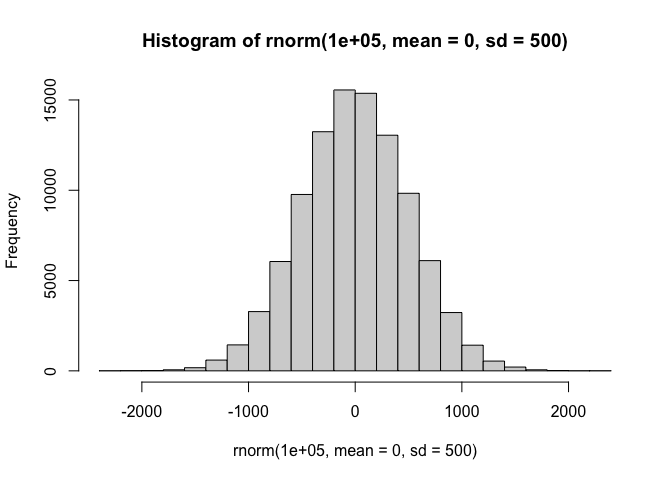 Histogram of rnorm(1e+05, mean = 0, sd = 500)
Frequency
15000
10000
5000
0
-2000 -1000 0 1000 2000
rnorm(1e+05, mean = 0, sd = 500)